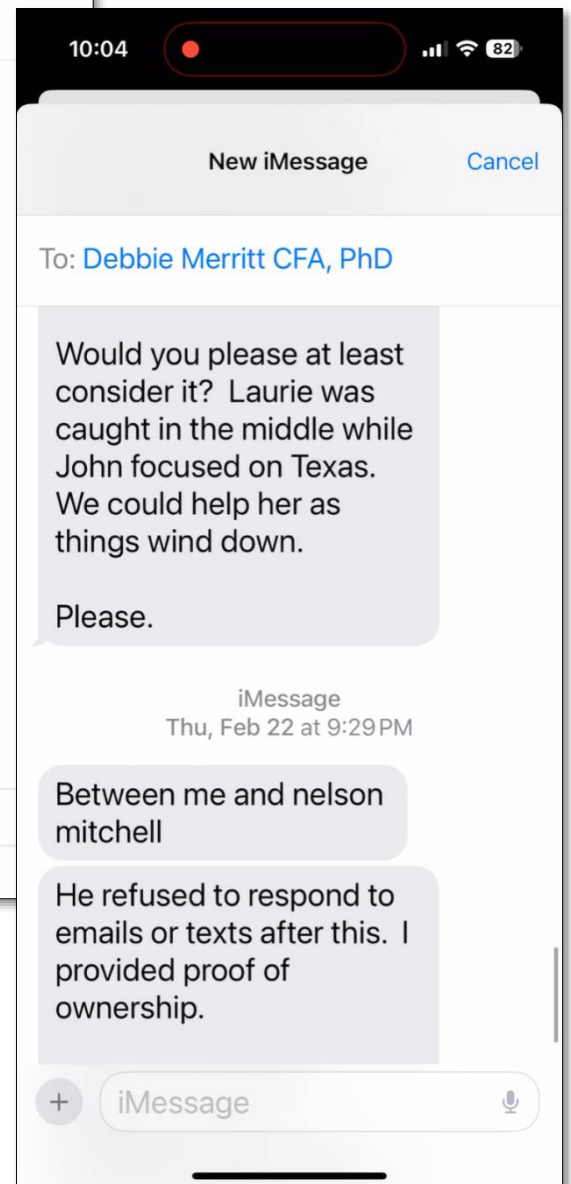 10:04
82
New iMessage
Cancel
To: Debbie Merritt CFA, PhD
Would you please at least
consider it?  Laurie was
caught in the middle while
John focused on Texas.
We could help her as
things wind down.
Please.
iMessage
Thu, Feb 22 at 9:29 PM
Between me and nelson
mitchell
He refused to respond to
emails or texts after this.  I
provided proof of
ownership.
+
iMessage